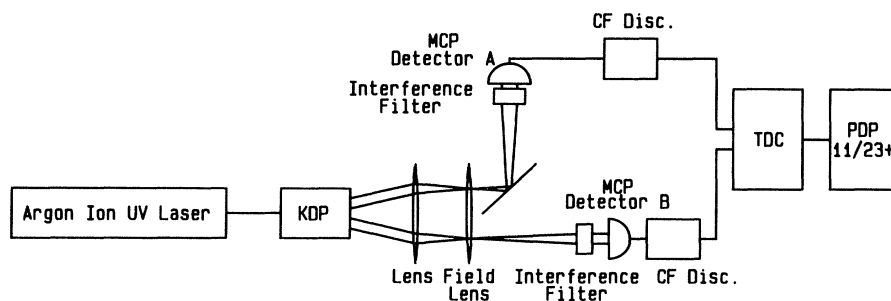 MCP
Detector A
CF Disc.
Interference
Filter
TDC
PDP
11/23+
Argon Ion UV Laser
KDP
MCP
Detector B
Lens
Field
Lens
Interference
Filter
CF Disc.